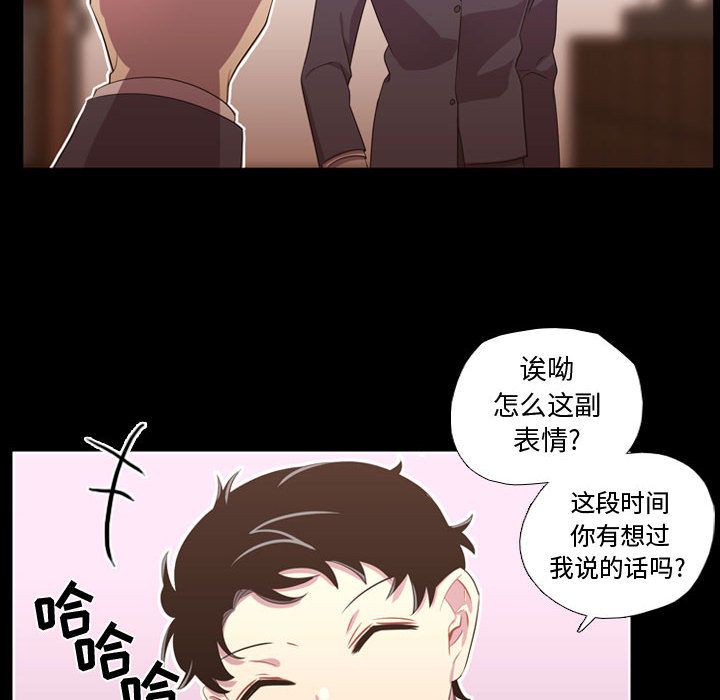 诶呦
怎么这副
表情?
这段时间
你有想过
我说的话吗?
哈哈哈